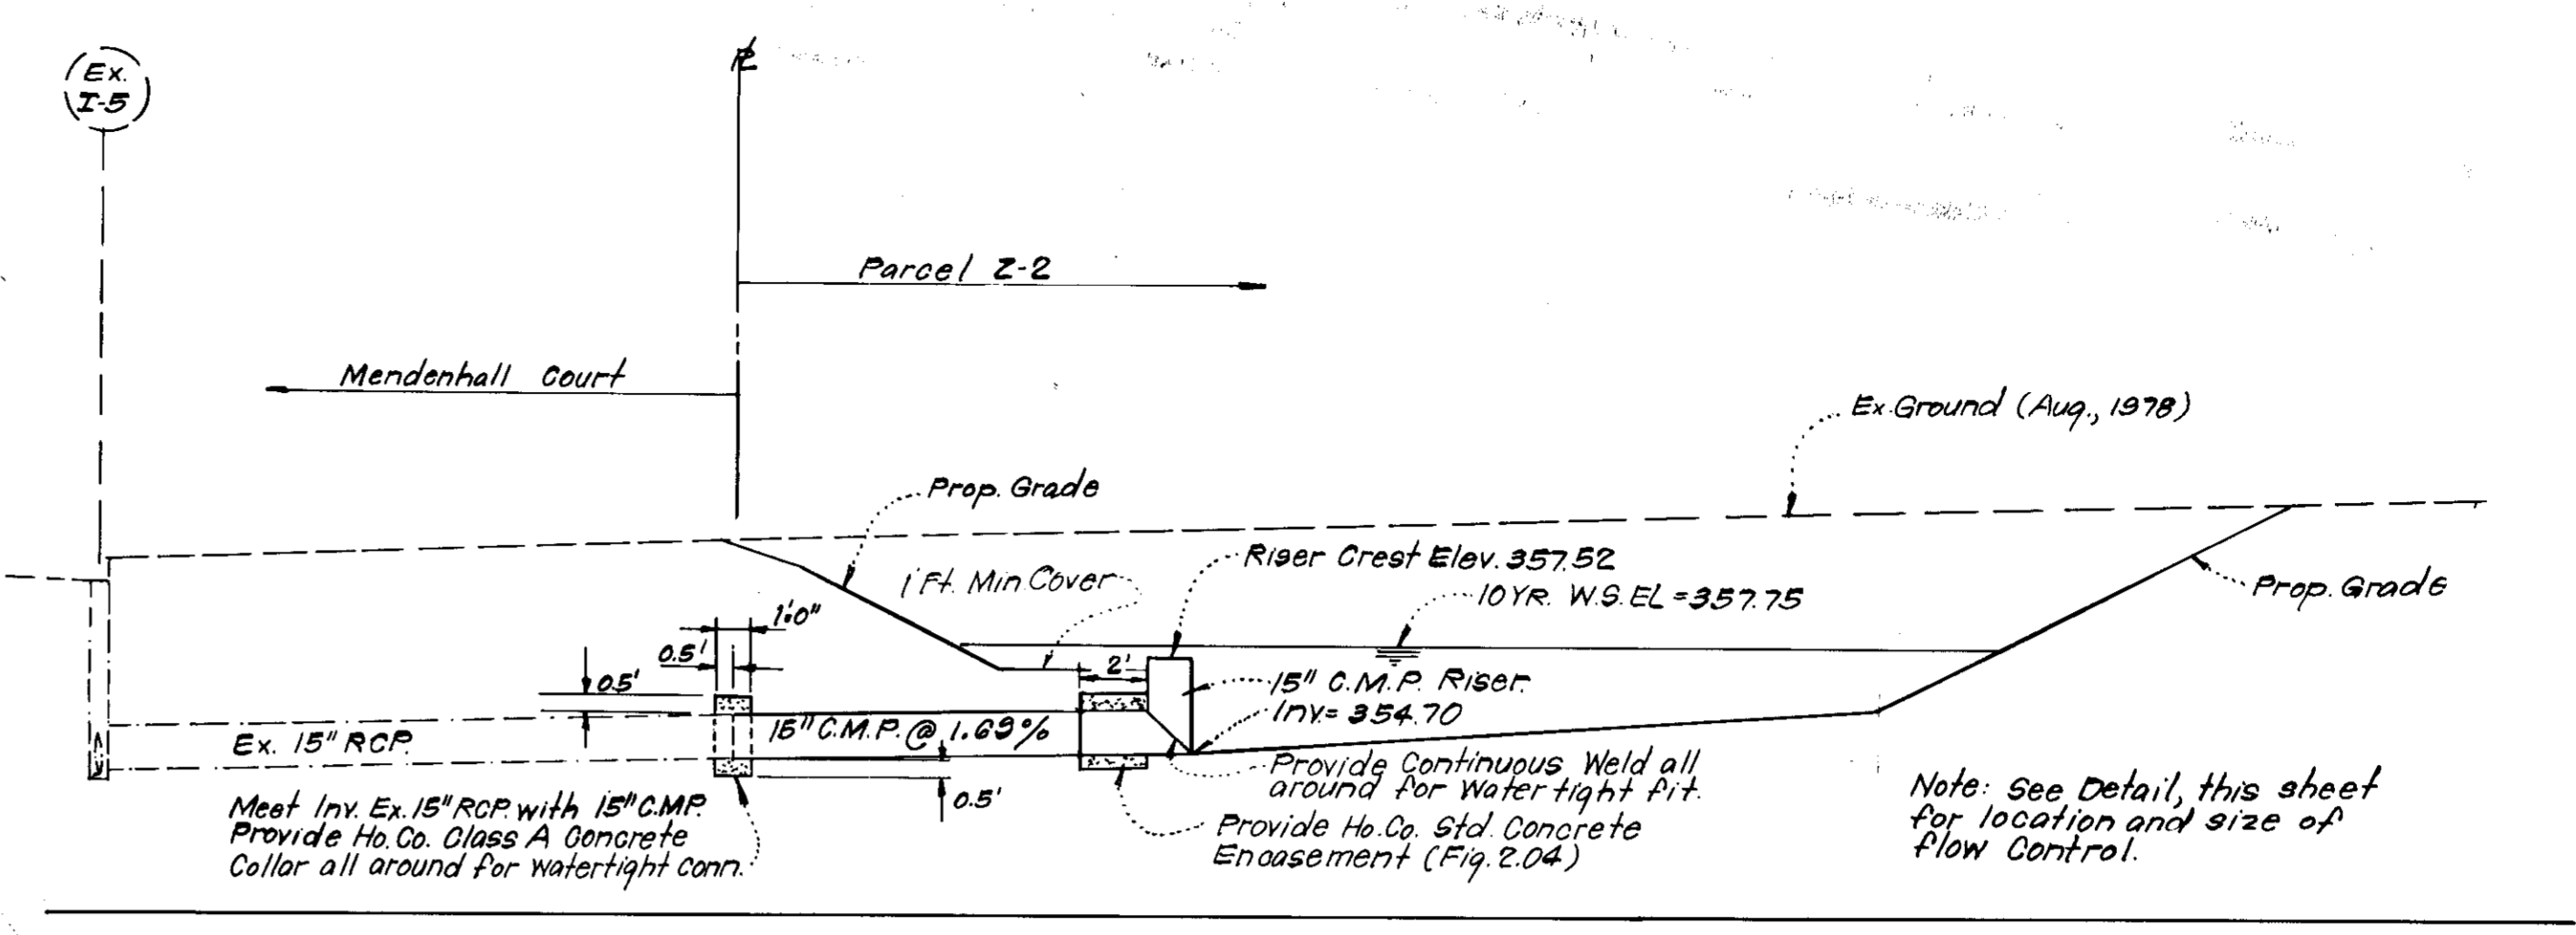 Ex.
I-5
Parcel Z-2
Mendenhall Court
Ex. Ground (Aug., 1978)
Prop. Grade
Riser Crest Elev. 357.52
1 Ft. Min. Cover
10 YR. W.S. EL = 357.75
Prop. Grade
1'.0"
0.5'
2'
0.5'
15" C.M.P. Riser
Inv. = 354.70
15" C.M.P. @ 1.69%
Ex. 15" RCP.
0.5'
Provide Continuous Weld all
around for Watertight fit.
Meet Inv. Ex. 15" RCP. with 15" C.M.P.
Provide Ho. Co. Class A Concrete
Collar all around for watertight conn.
Provide Ho. Co. Std. Concrete
Encasement (Fig. 2.04)
Note: See Detail, this sheet
for location and size of
flow Control.